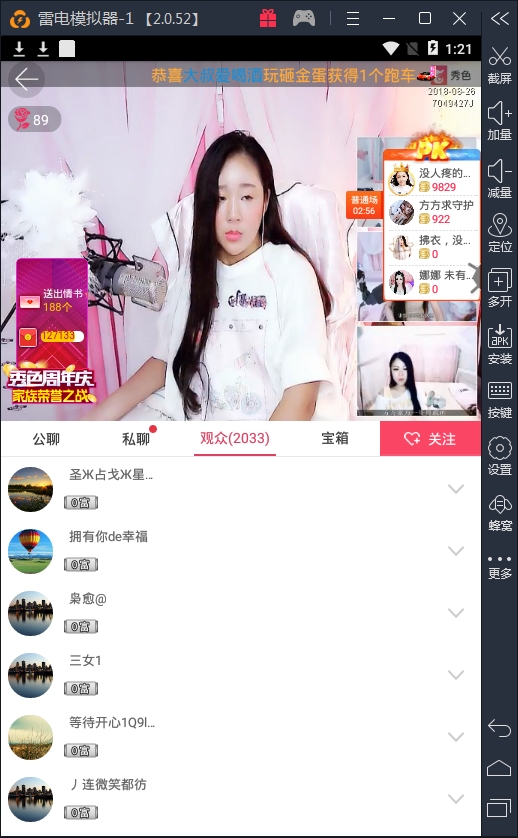 雷电模拟器-1 【2.0.52】
1:21
恭喜大叔爱喝酒玩砸金蛋获得1个跑车
秀色
2018-08-26
7049427J
89
PK
普通场
02:56
没人疼的...
9829
方方求守护
922
拂衣，没...
0
娜娜 未有...
0
送出情书
188个
127133
秀色周年庆
家族荣誉之战
公聊
私聊
观众(2033)
宝箱
关注
圣Ж占戈Ж星...
0富
拥有你de幸福
0富
枭愈@
0富
三女1
0富
等待开心1Q9l...
0富
丿连微笑都彷
0富
截屏
加量
减量
定位
多开
APK
安装
按键
设置
蜂窝
更多